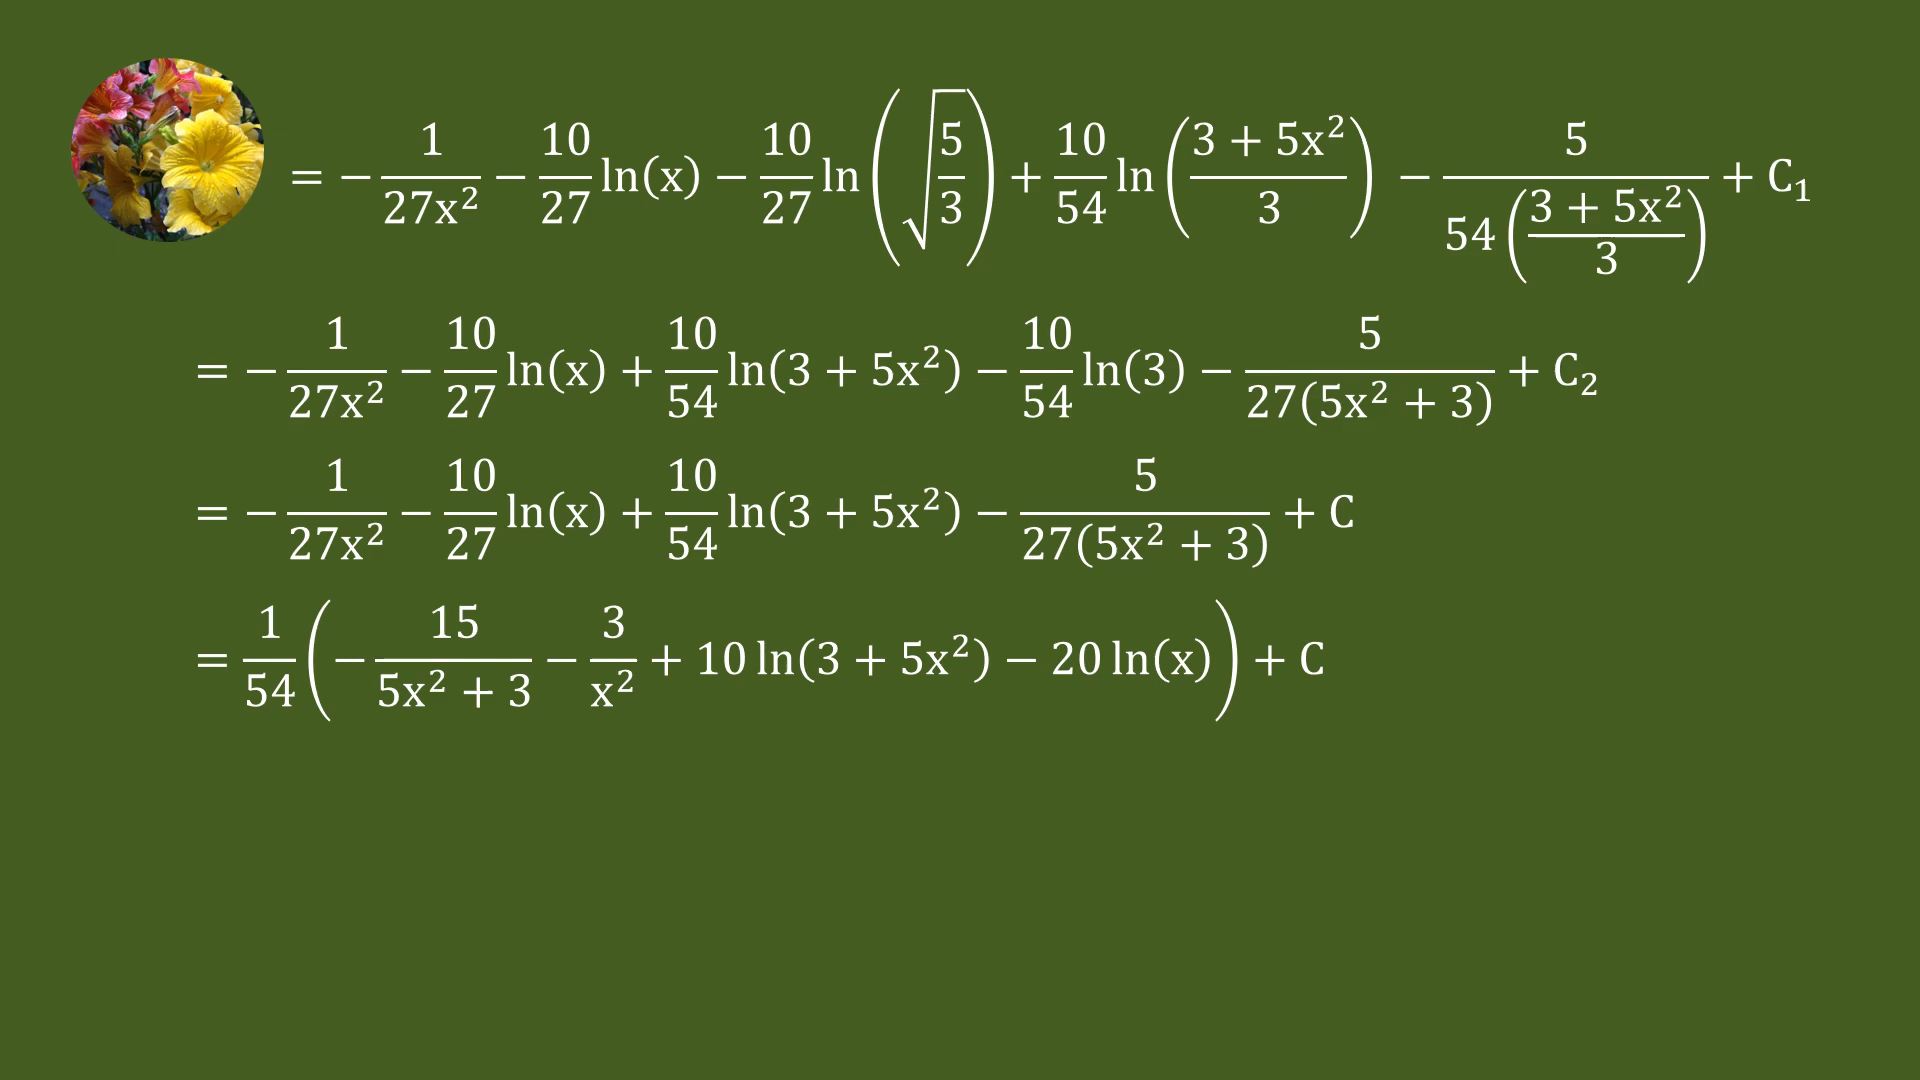 = −1/27x² − 10/27 ln(x) − 10/27 ln(√(5/3)) + 10/54 ln((3 + 5x²)/3) − 5/(54((3 + 5x²)/3)) + C₁
= −1/27x² − 10/27 ln(x) + 10/54 ln(3 + 5x²) − 10/54 ln(3) − 5/(27(5x² + 3)) + C₂
= −1/27x² − 10/27 ln(x) + 10/54 ln(3 + 5x²) − 5/(27(5x² + 3)) + C
= 1/54(−15/(5x² + 3) − 3/x² + 10 ln(3 + 5x²) − 20 ln(x)) + C